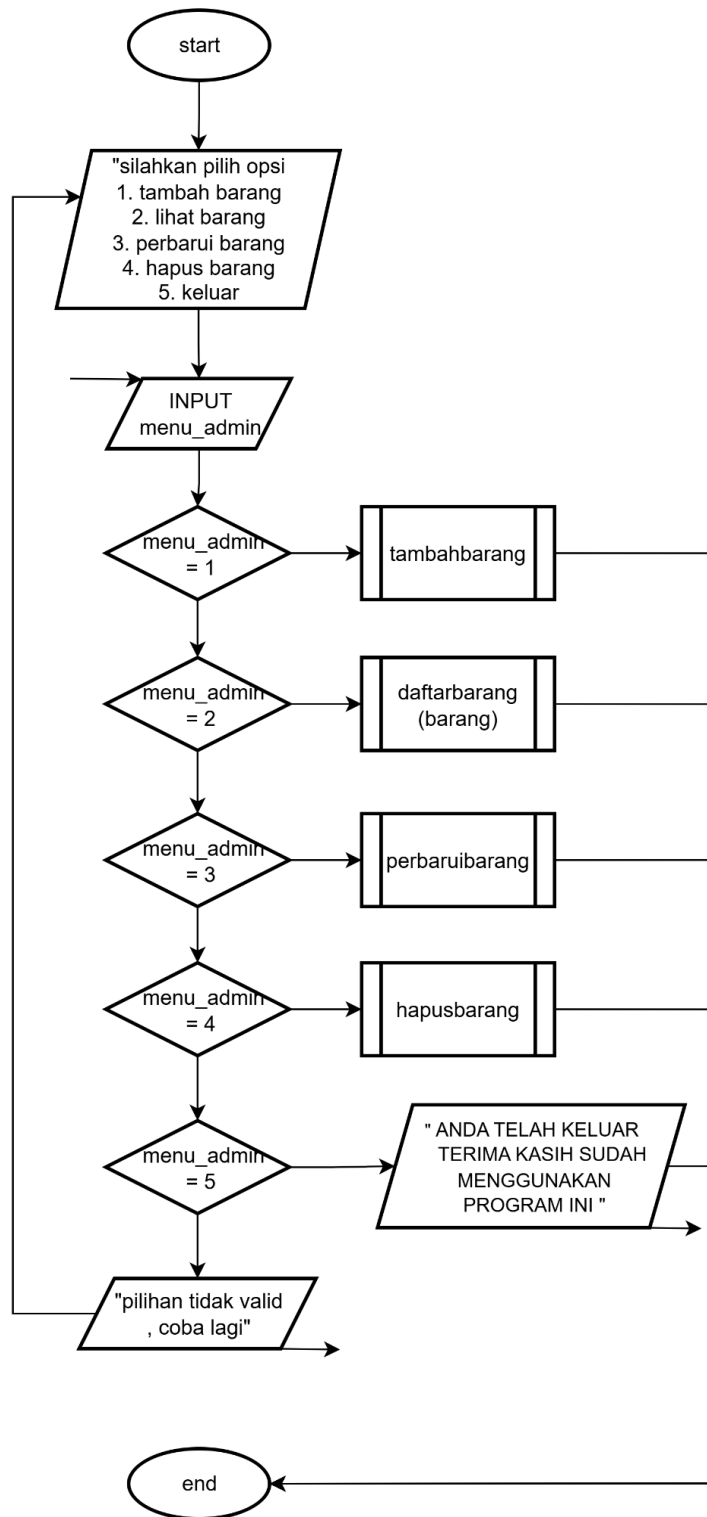 start
"silahkan pilih opsi
1. tambah barang
2. lihat barang
3. perbarui barang
4. hapus barang
5. keluar
INPUT
menu_admin
menu_admin
= 1
tambahbarang
menu_admin
= 2
daftarbarang
(barang)
menu_admin
= 3
perbaruibarang
menu_admin
= 4
hapusbarang
menu_admin
= 5
" ANDA TELAH KELUAR
TERIMA KASIH SUDAH
MENGGUNAKAN
PROGRAM INI "
"pilihan tidak valid
, coba lagi"
end